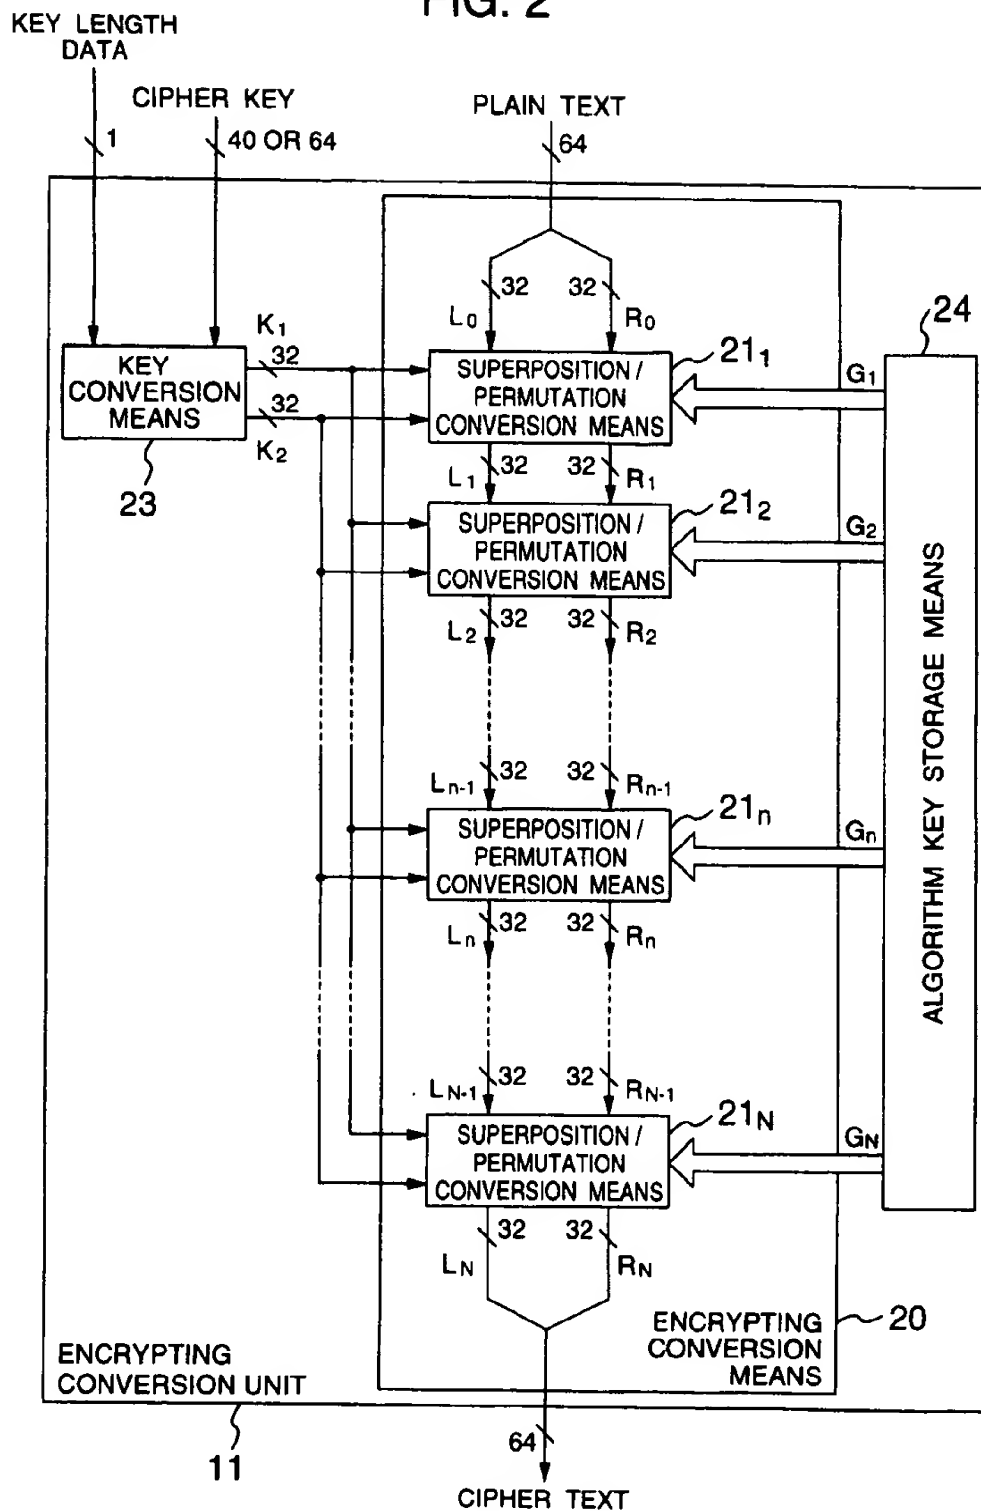 FIG. 2
KEY LENGTH
DATA
CIPHER KEY
PLAIN TEXT
1
40 OR 64
64
32
32
L0
R0
24
K1
32
KEY
CONVERSION
MEANS
32
K2
23
SUPERPOSITION /
PERMUTATION
CONVERSION MEANS
211
G1
L1
32
32
R1
SUPERPOSITION /
PERMUTATION
CONVERSION MEANS
212
G2
L2
32
32
R2
ALGORITHM KEY STORAGE MEANS
Ln-1
32
32
Rn-1
SUPERPOSITION /
PERMUTATION
CONVERSION MEANS
21n
Gn
Ln
32
32
Rn
LN-1
32
32
RN-1
SUPERPOSITION /
PERMUTATION
CONVERSION MEANS
21N
GN
32
32
LN
RN
ENCRYPTING
CONVERSION
MEANS
20
ENCRYPTING
CONVERSION UNIT
11
64
CIPHER TEXT